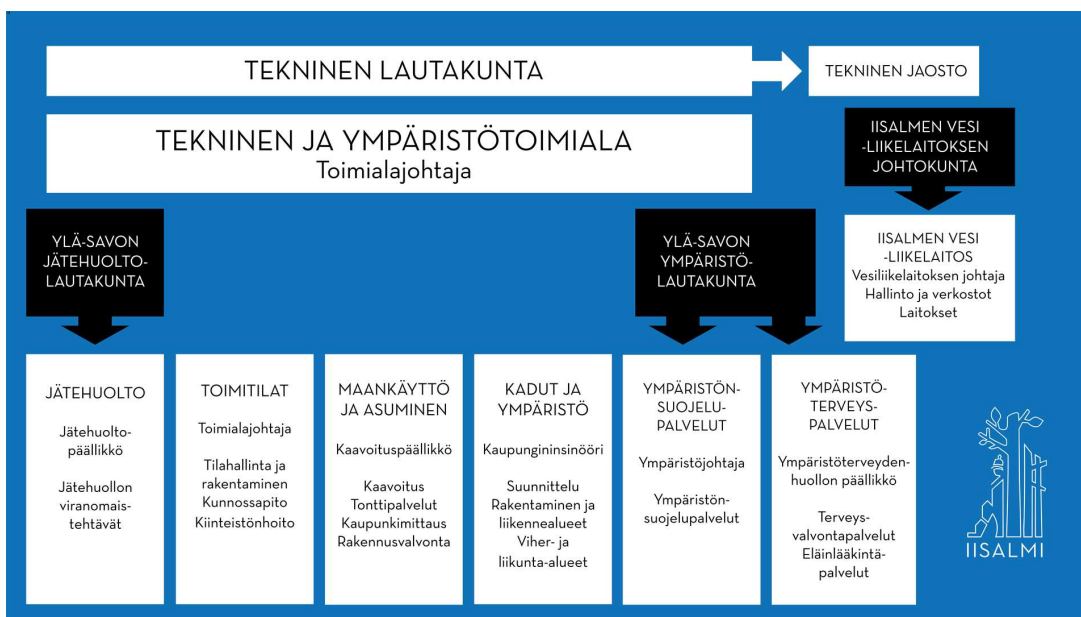 TEKNINEN LAUTAKUNTA
TEKNINEN JAOSTO
TEKNINEN JA YMPÄRISTÖTOIMIALA
Toimialajohtaja
IISALMEN VESI
-LIIKELAITOKSEN
JOHTOKUNTA
YLÄ-SAVON
JÄTEHUOLTO-
LAUTAKUNTA
YLÄ-SAVON
YMPÄRISTÖ-
LAUTAKUNTA
IISALMEN VESI
-LIIKELAITOS
Vesiliikelaitoksen johtaja
Hallinto ja verkostot
Laitokset
JÄTEHUOLTO
Jätehuolto-
päällikkö
Jätehuollon
viranomais-
tehtävät
TOIMITILAT
Toimialajohtaja
Tilahallinta ja
rakentaminen
Kunnossapito
Kiinteistönhoito
MAANKÄYTTÖ
JA ASUMINEN
Kaavoituspäällikkö
Kaavoitus
Tonttipalvelut
Kaupunkimittaus
Rakennusvalvonta
KADUT JA
YMPÄRISTÖ
Kaupungininsinööri
Suunnittelu
Rakentaminen ja
liikennealueet
Viher- ja
liikunta-alueet
YMPÄRISTÖN-
SUOJELU-
PALVELUT
Ympäristöjohtaja
Ympäristön-
suojelupalvelut
YMPÄRISTÖ-
TERVEYS-
PALVELUT
Ympäristöterveyden-
huollon päällikkö
Terveys-
valvontapalvelut
Eläinlääkintä-
palvelut
IISALMI